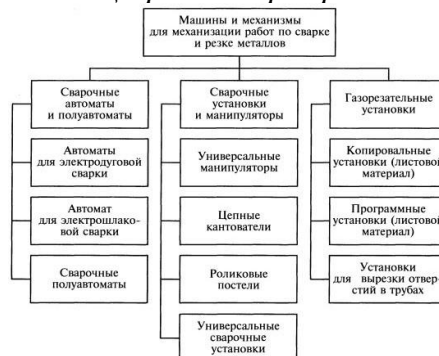 Машины и механизмы
для механизации работ по сварке
и резке металлов
Сварочные
автоматы
и полуавтоматы
Автоматы
для электродуговой
сварки
Автомат
для электрошлако-
вой сварки
Сварочные
полуавтоматы
Сварочные
установки
и манипуляторы
Универсальные
манипуляторы
Цепные
кантователи
Роликовые
постели
Универсальные
сварочные
установки
Газорезательные
установки
Копировальные
установки (листовой
материал)
Программные
установки (листовой
материал)
Установки
для вырезки отвер-
стий в трубах